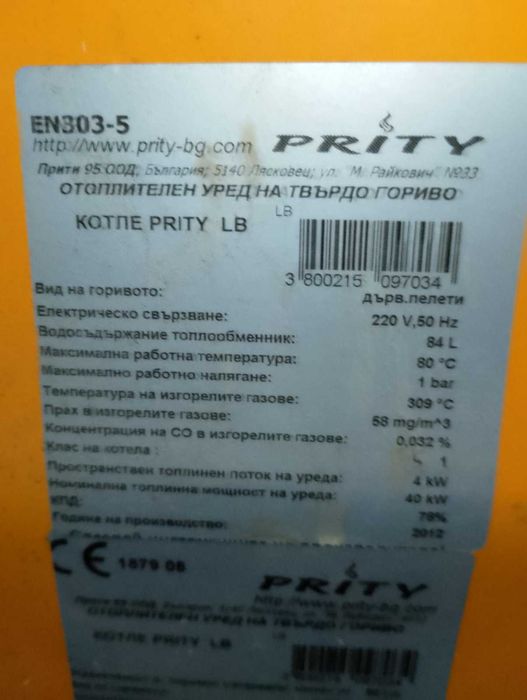 EN303-5
http://www.prity-bg.com PRITY
Прити 95 ООД, България; 5140 Лясковец; ул. "М. Райкович" №33
ОТОПЛИТЕЛЕН УРЕД НА ТВЪРДО ГОРИВО
КОТЛЕ PRITY LB
LB
3 800215 097034
Вид на горивото: дърв.пелети
Електрическо свързване: 220 V,50 Hz
Водосъдържание топлообменник: 84 L
Максимална работна температура: 80 °C
Максимално работно налягане: 1 bar
Температура на изгорелите газове: 309 °C
Прах в изгорелите газове: 58 mg/m^3
Концентрация на CO в изгорелите газове: 0,032 %
Клас на котела : 1
Пространствен топлинен поток на уреда: 4 kW
Номинална топлинна мощност на уреда: 40 kW
КПД: 78%
Година на производство: 2012
CE 1879 06
PRITY
http://www.prity-bg.com
ОТОПЛИТЕЛЕН УРЕД НА ТВЪРДО ГОРИВО
КОТЛЕ PRITY LB
LB